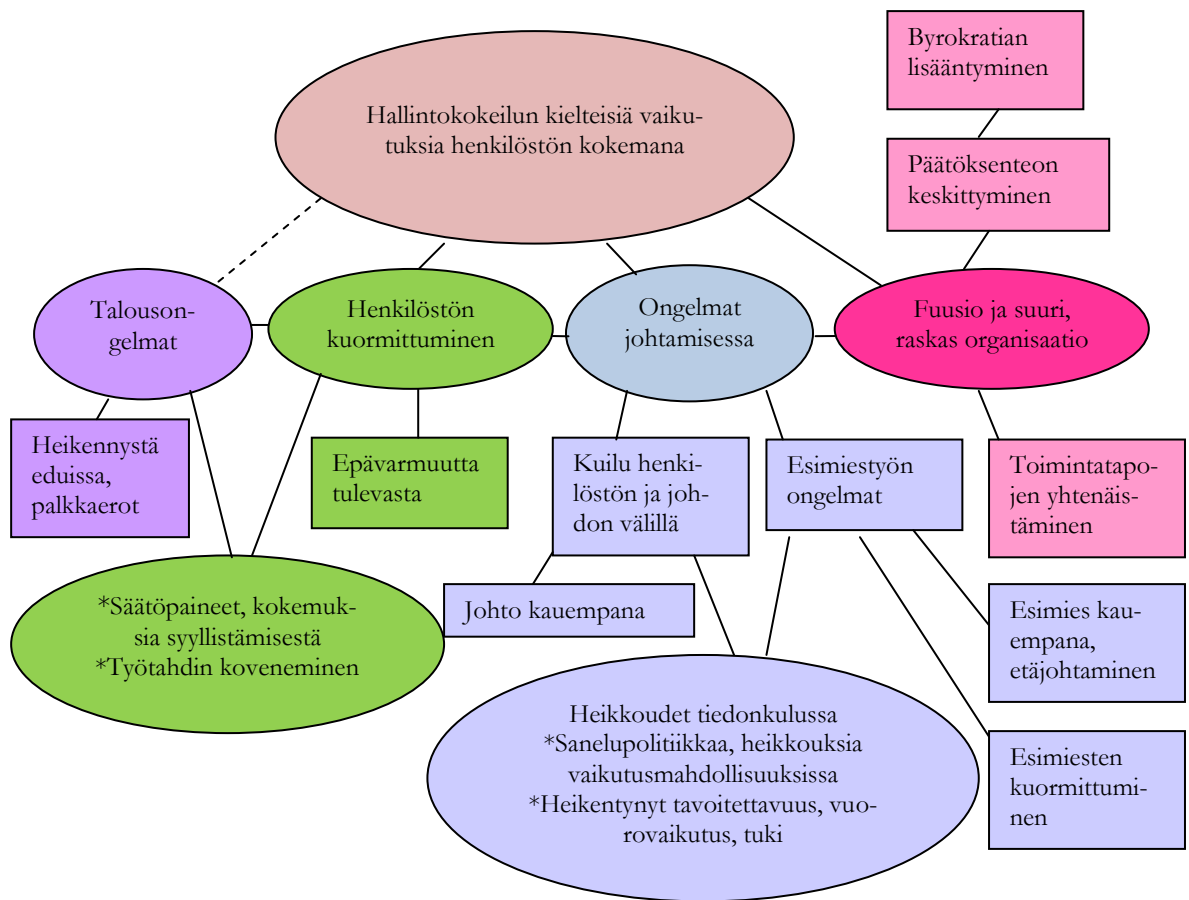 Byrokratian
lisääntyminen
Hallintokokeilun kielteisiä vaiku-
tuksia henkilöstön kokemana
Päätöksenteon
keskittyminen
Talouson-
gelmat
Henkilöstön
kuormittuminen
Ongelmat
johtamisessa
Fuusio ja suuri,
raskas organisaatio
Heikennystä
eduissa,
palkkaerot
Epävarmuutta
tulevasta
Kuilu henki-
löstön ja joh-
don välillä
Esimiestyön
ongelmat
Toimintatapo-
jen yhtenäis-
täminen
*Säätöpaineet, kokemuk-
sia syyllistämisestä
*Työtahdin koveneminen
Johto kauempana
Esimies kau-
empana,
etäjohtaminen
Heikkoudet tiedonkulussa
*Sanelupolitiikkaa, heikkouksia
vaikutusmahdollisuuksissa
*Heikentynyt tavoitettavuus, vuo-
rovaikutus, tuki
Esimiesten
kuormittumi-
nen